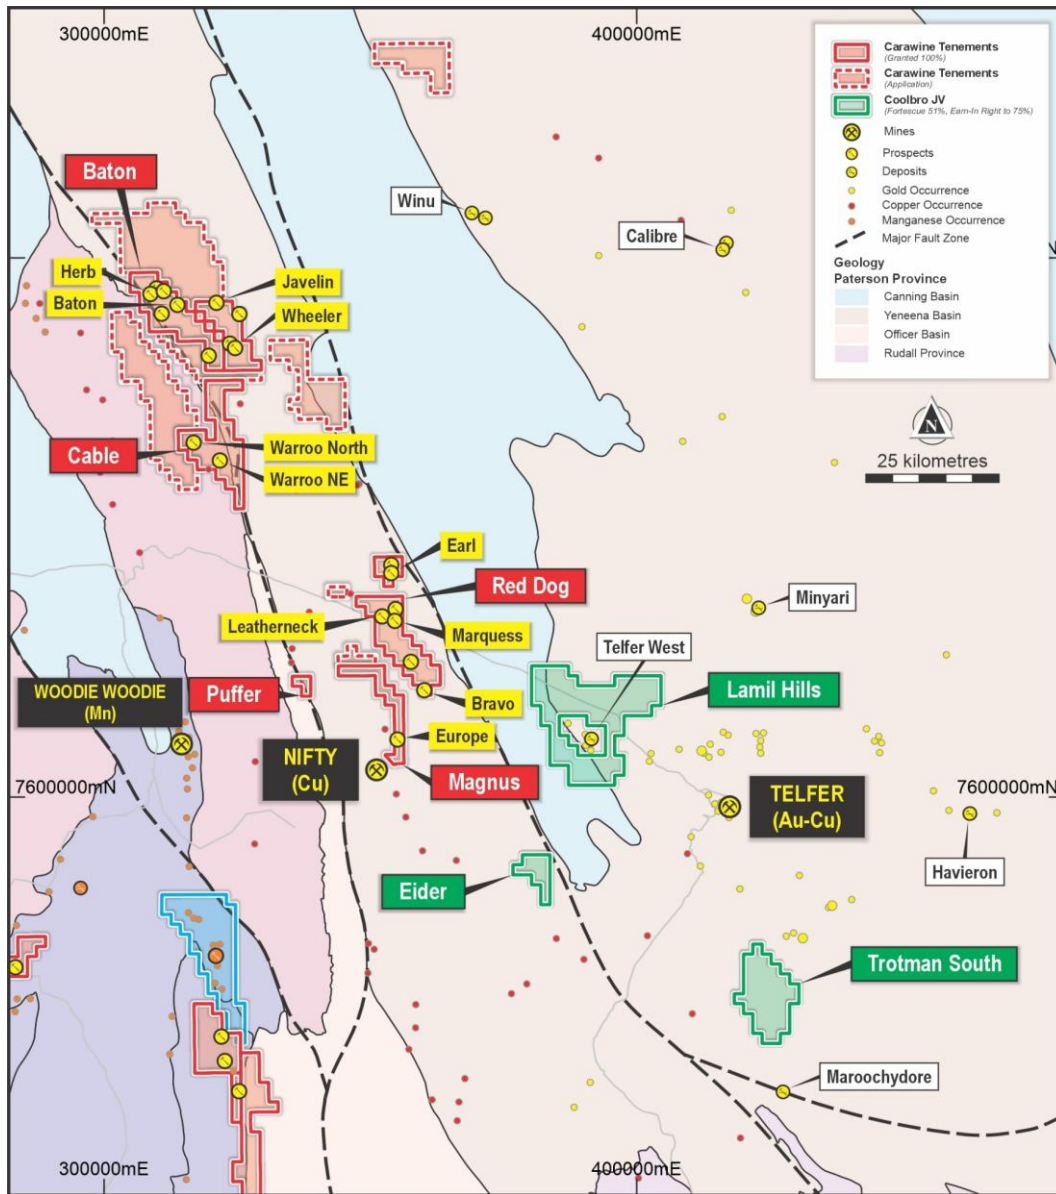 300000mE
400000mE
Carawine Tenements
(Granted 100%)
Carawine Tenements
(Application)
Coolbro JV
(Fortescue 51%, Earn-In Right to 75%)
Mines
Prospects
Deposits
Gold Occurrence
Copper Occurrence
Manganese Occurrence
Major Fault Zone
Geology
Paterson Province
Canning Basin
Yeneena Basin
Officer Basin
Rudall Province
Baton
Winu
Calibre
Herb
Baton
Javelin
Wheeler
N
25 kilometres
Cable
Warroo North
Warroo NE
Earl
Red Dog
Leatherneck
Marquess
Minyari
Telfer West
WOODIE WOODIE
(Mn)
Puffer
Bravo
Lamil Hills
Europe
NIFTY
(Cu)
Magnus
7600000mN
TELFER
(Au-Cu)
7600000mN
Havieron
Eider
Trotman South
Maroochydore
300000mE
400000mE